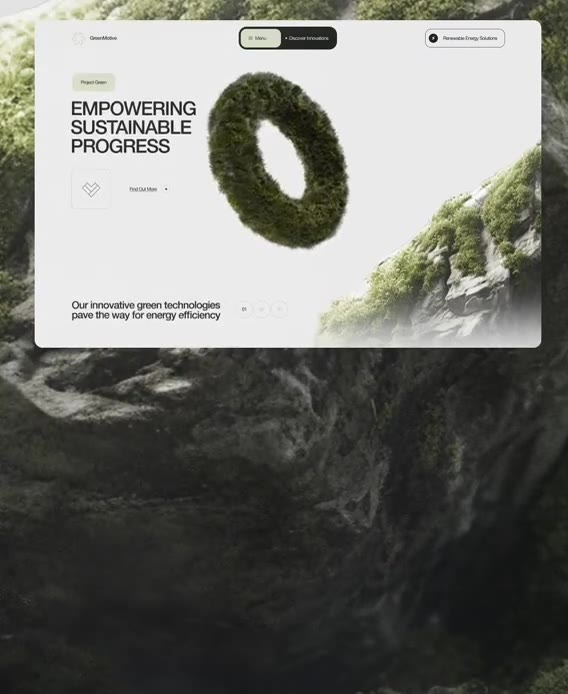 GreenMotive
Menu
Discover Innovations
Renewable Energy Solutions
Project Green
EMPOWERING
SUSTAINABLE
PROGRESS
Find Out More
Our innovative green technologies
pave the way for energy efficiency
01